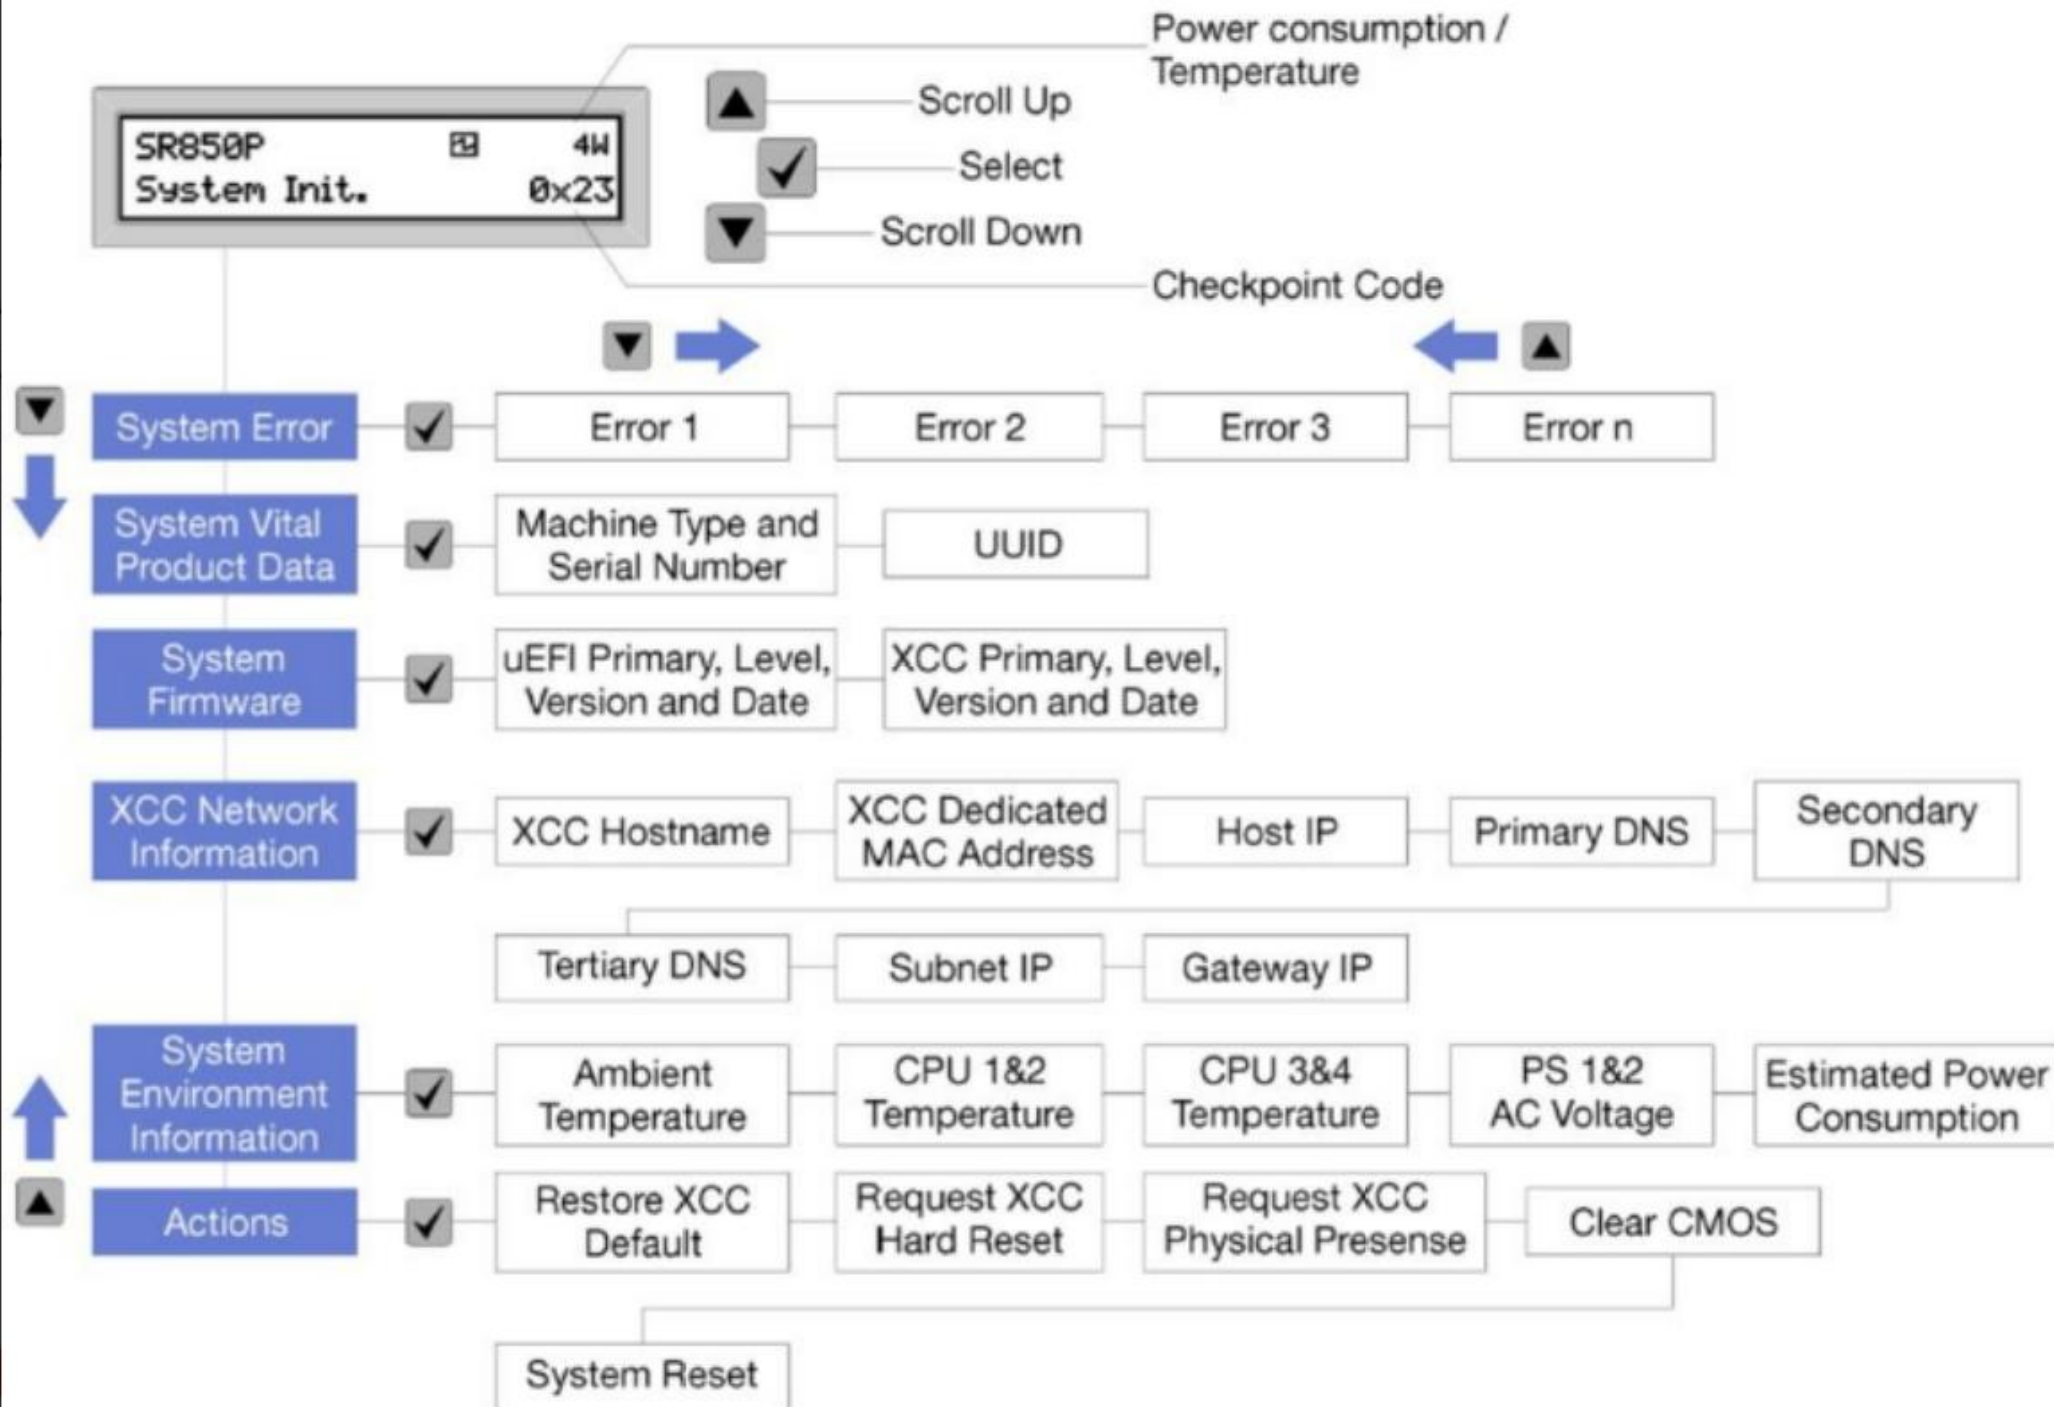 Power consumption /
Temperature
Scroll Up
SR850P 4W
Select
System Init. 0x23
Scroll Down
Checkpoint Code
System Error
Error 1
Error 2
Error 3
Error n
System Vital
Product Data
Machine Type and
Serial Number
UUID
System
Firmware
uEFI Primary, Level,
Version and Date
XCC Primary, Level,
Version and Date
XCC Network
Information
XCC Hostname
XCC Dedicated
MAC Address
Host IP
Primary DNS
Secondary
DNS
Tertiary DNS
Subnet IP
Gateway IP
System
Environment
Information
Ambient
Temperature
CPU 1&2
Temperature
CPU 3&4
Temperature
PS 1&2
AC Voltage
Estimated Power
Consumption
Actions
Restore XCC
Default
Request XCC
Hard Reset
Request XCC
Physical Presense
Clear CMOS
System Reset